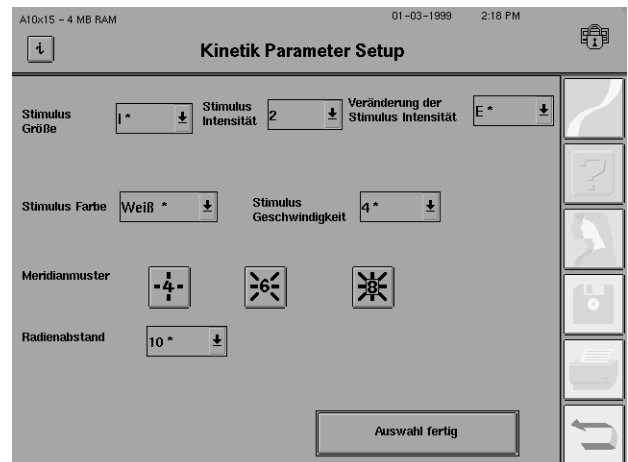 A10x15 – 4 MB RAM 01–03–1999 2:18 PM
i Kinetik Parameter Setup
Stimulus Größe I* Stimulus Intensität 2 Veränderung der Stimulus Intensität E*
Stimulus Farbe Weiß * Stimulus Geschwindigkeit 4*
Meridianmuster -4- 6 8
Radienabstand 10 *
Auswahl fertig